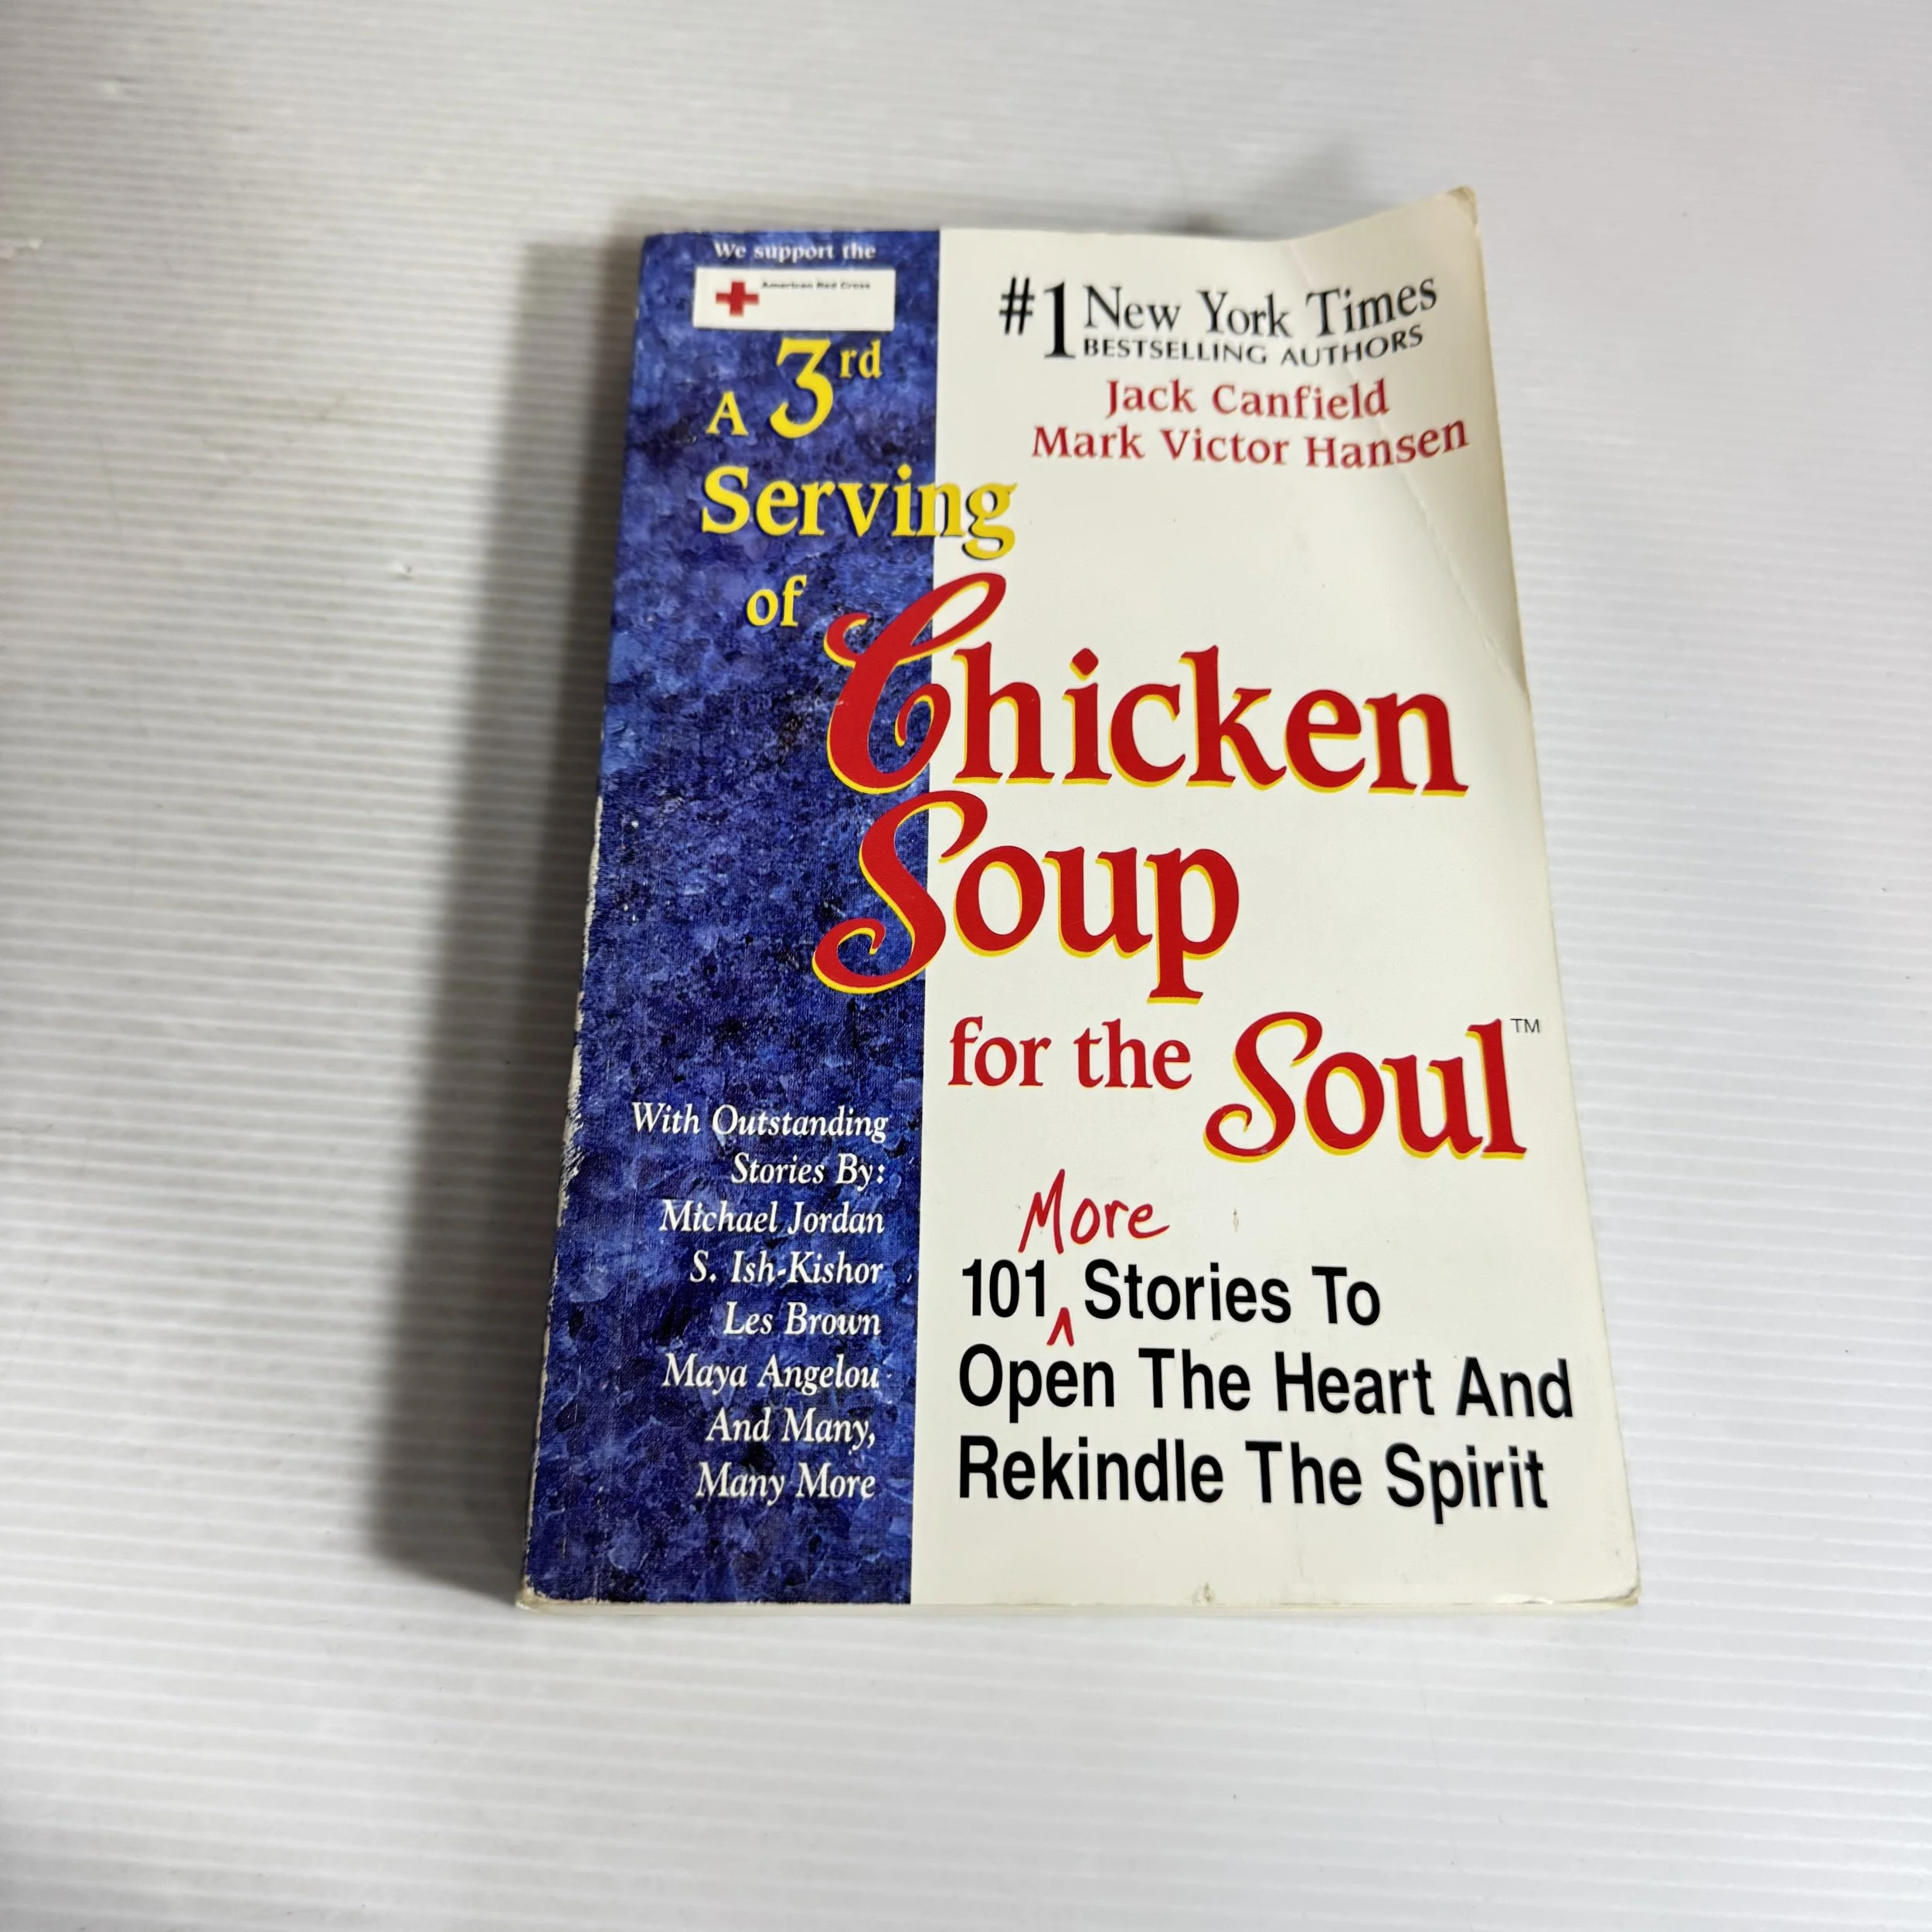 We support the
American Red Cross
A 3rd
Serving
of
Chicken
Soup
for the Soul™
#1 New York Times
BESTSELLING AUTHORS
Jack Canfield
Mark Victor Hansen
With Outstanding
Stories By:
Michael Jordan
S. Ish-Kishor
Les Brown
Maya Angelou
And Many,
Many More
More
101 ^ Stories To
Open The Heart And
Rekindle The Spirit